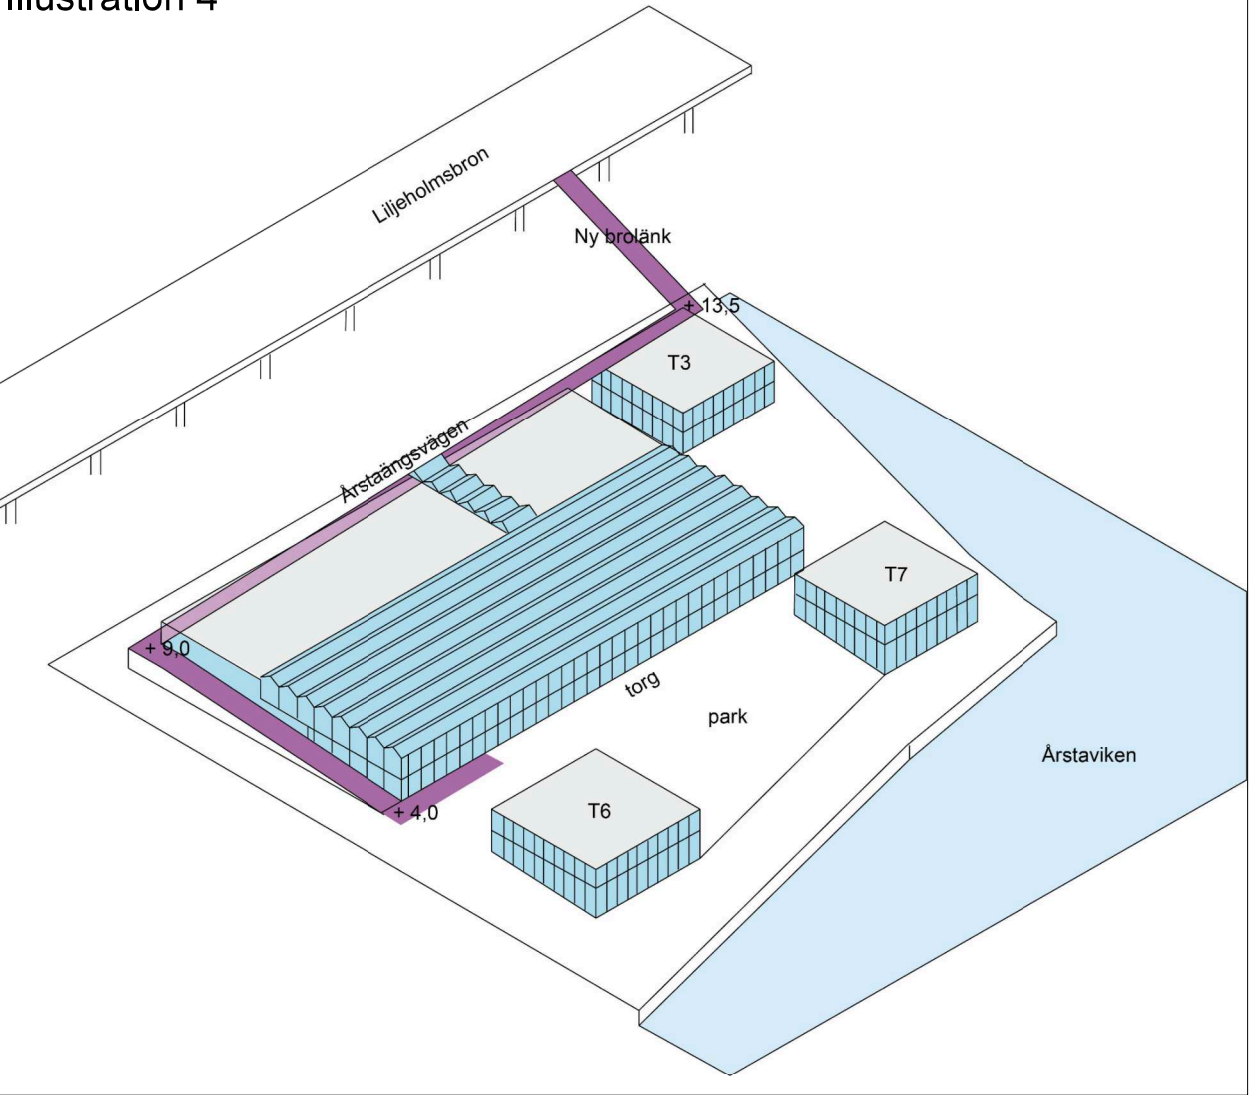 Illustration 4
Liljeholmsbron
Ny brolänk
+ 13,5
T3
Årstaängsvägen
T7
+ 9,0
torg
park
Årstaviken
T6
+ 4,0